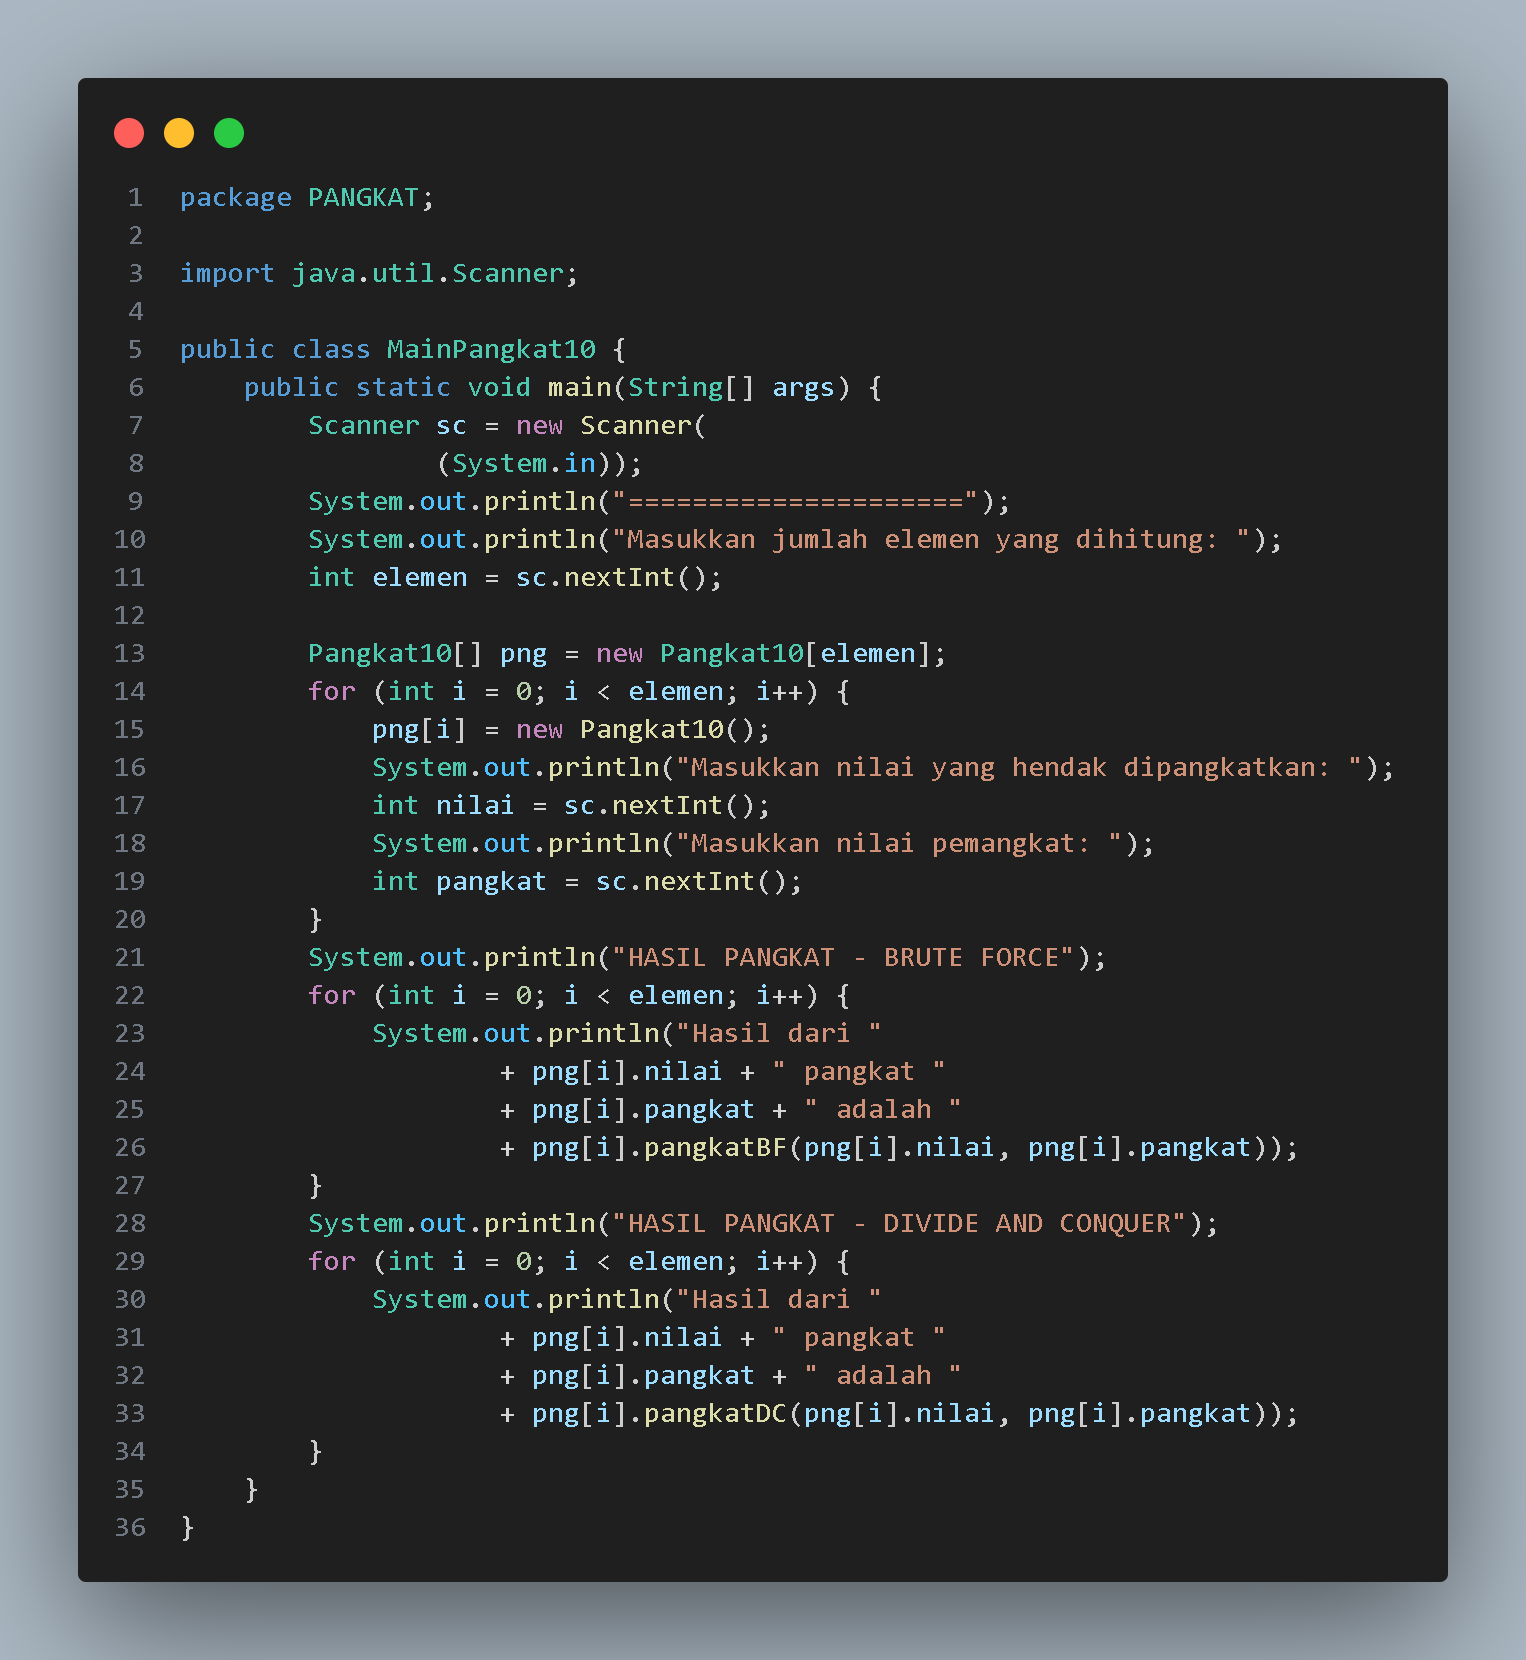 1 package PANGKAT;
2
3 import java.util.Scanner;
4
5 public class MainPangkat10 {
6     public static void main(String[] args) {
7         Scanner sc = new Scanner(
8                 (System.in));
9         System.out.println("=====================");
10         System.out.println("Masukkan jumlah elemen yang dihitung: ");
11         int elemen = sc.nextInt();
12
13         Pangkat10[] png = new Pangkat10[elemen];
14         for (int i = 0; i < elemen; i++) {
15             png[i] = new Pangkat10();
16             System.out.println("Masukkan nilai yang hendak dipangkatkan: ");
17             int nilai = sc.nextInt();
18             System.out.println("Masukkan nilai pemangkat: ");
19             int pangkat = sc.nextInt();
20         }
21         System.out.println("HASIL PANGKAT - BRUTE FORCE");
22         for (int i = 0; i < elemen; i++) {
23             System.out.println("Hasil dari "
24                     + png[i].nilai + " pangkat "
25                     + png[i].pangkat + " adalah "
26                     + png[i].pangkatBF(png[i].nilai, png[i].pangkat));
27         }
28         System.out.println("HASIL PANGKAT - DIVIDE AND CONQUER");
29         for (int i = 0; i < elemen; i++) {
30             System.out.println("Hasil dari "
31                     + png[i].nilai + " pangkat "
32                     + png[i].pangkat + " adalah "
33                     + png[i].pangkatDC(png[i].nilai, png[i].pangkat));
34         }
35     }
36 }